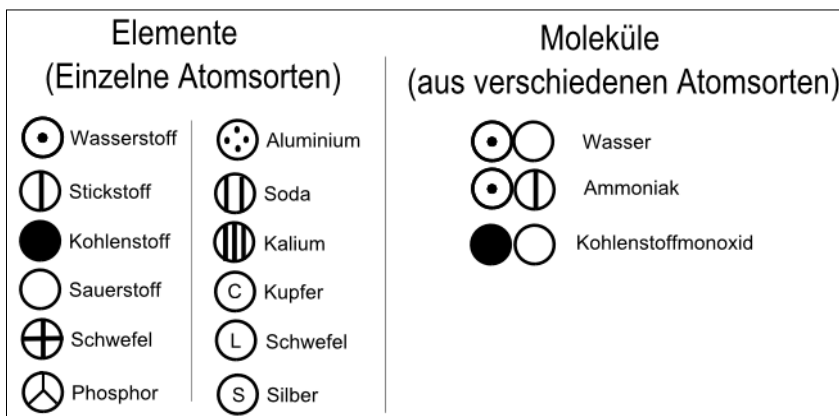 Elemente
(Einzelne Atomsorten)
Wasserstoff
Stickstoff
Kohlenstoff
Sauerstoff
Schwefel
Phosphor
Aluminium
Soda
Kalium
C Kupfer
L Schwefel
S Silber
Moleküle
(aus verschiedenen Atomsorten)
Wasser
Ammoniak
Kohlenstoffmonoxid